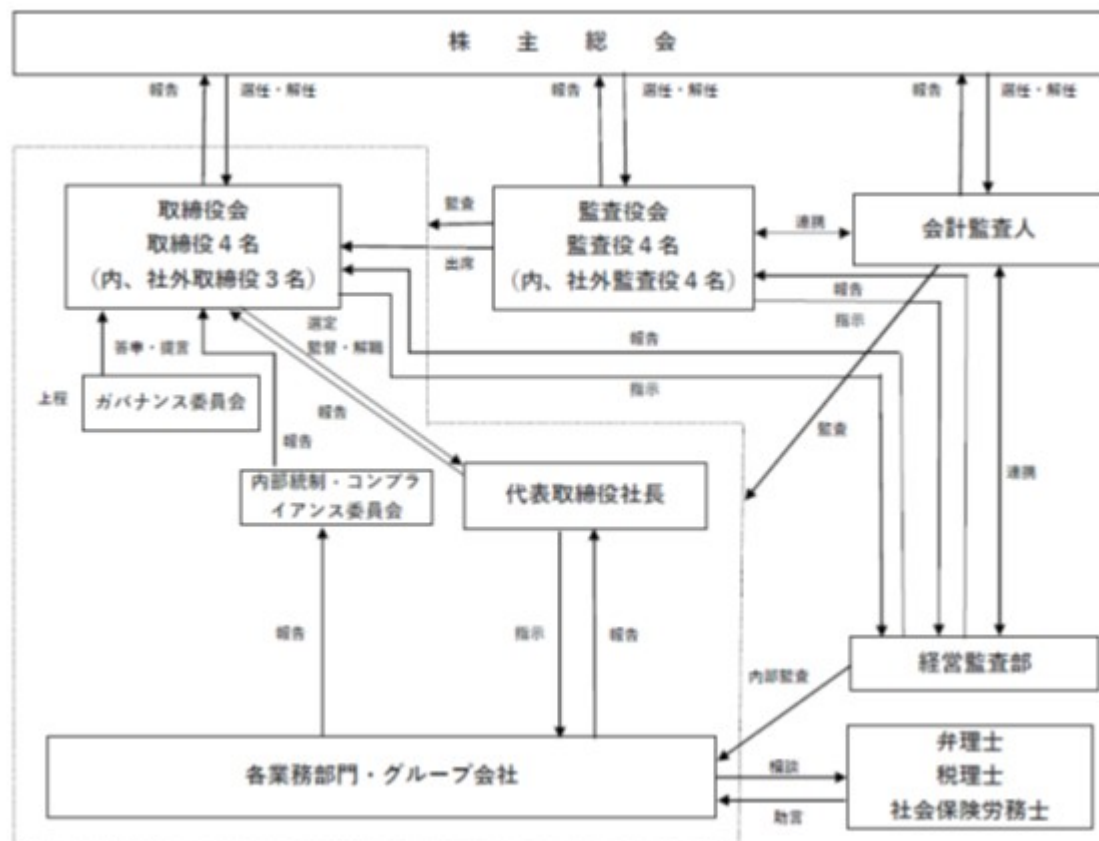 株主総会
報告
選任・解任
報告
選任・解任
報告
選任・解任
取締役会
取締役4名
（内、社外取締役3名）
監査
出席
監査役会
監査役4名
（内、社外監査役4名）
連携
会計監査人
報告
指示
選定
監督・解職
報告
指示
答申・提言
上程
ガバナンス委員会
報告
報告
監査
連携
内部統制・コンプラ
イアンス委員会
代表取締役社長
報告
指示
報告
内部監査
経営監査部
各業務部門・グループ会社
相談
助言
弁理士
税理士
社会保険労務士